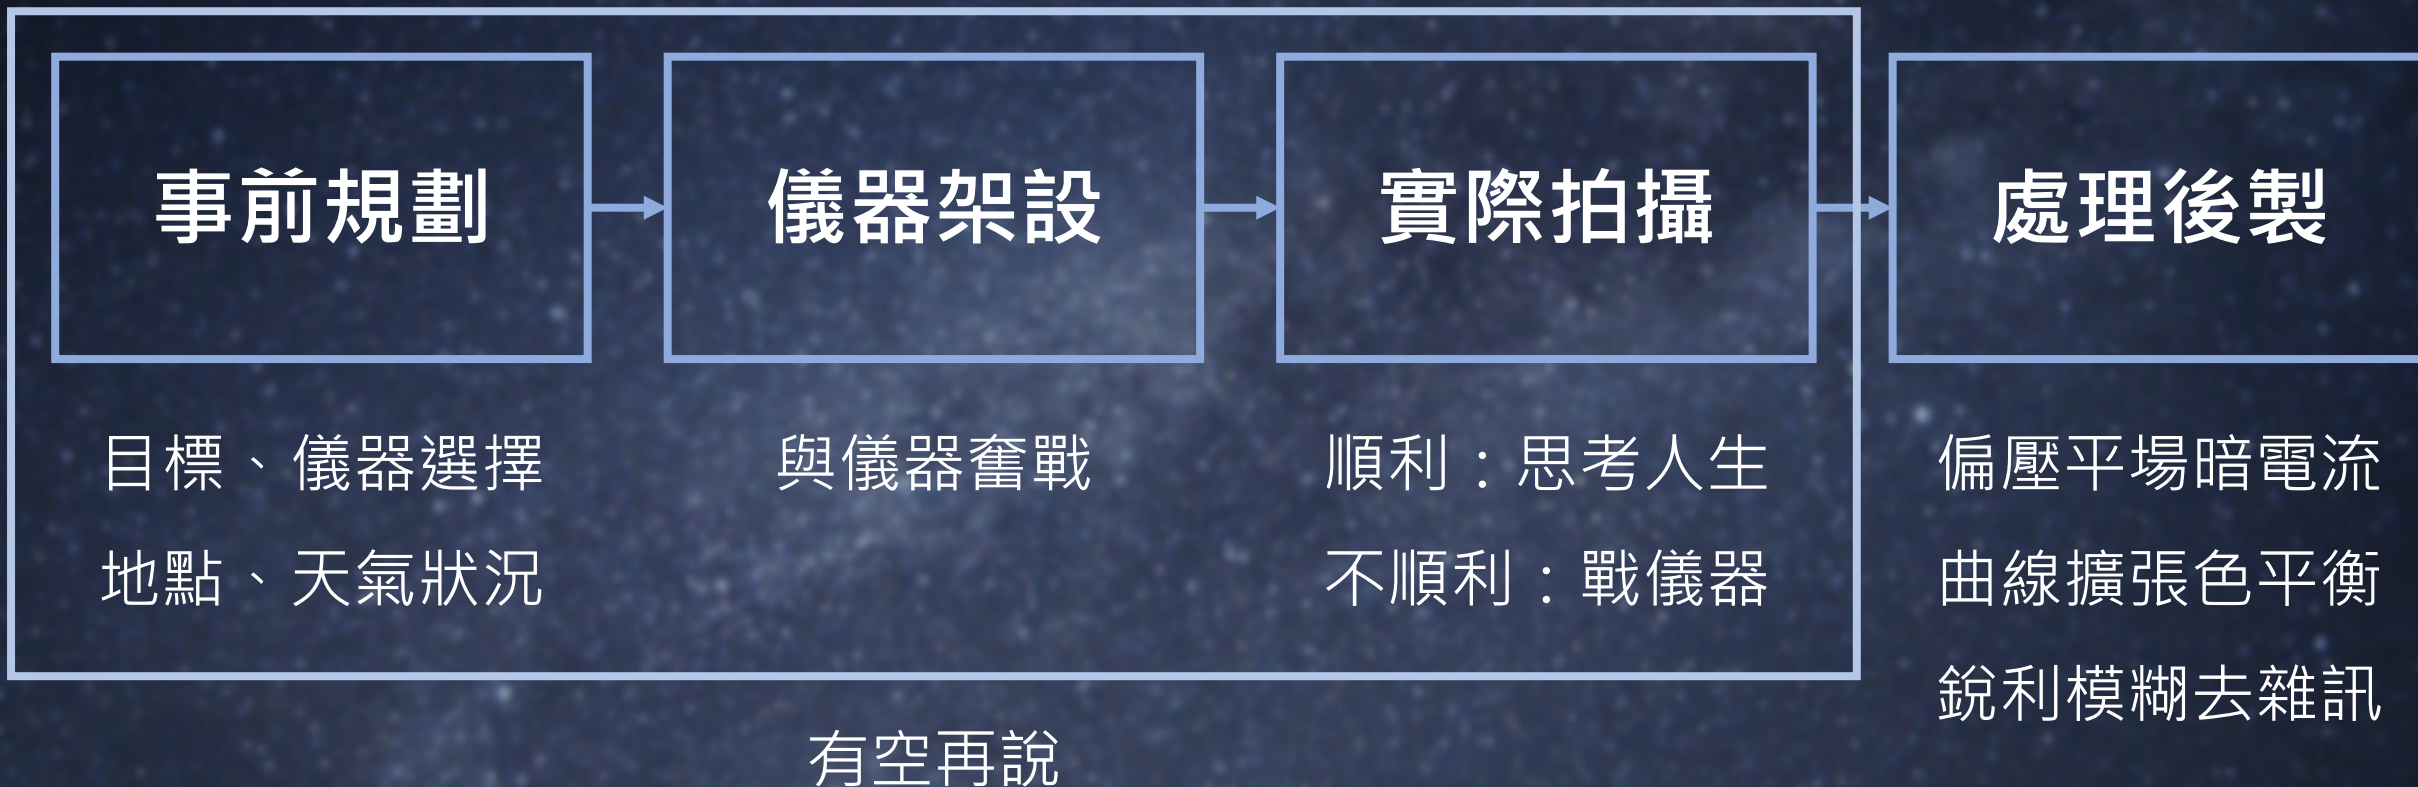 事前規劃
儀器架設
實際拍攝
處理後製
目標、儀器選擇
地點、天氣狀況
與儀器奮戰
順利：思考人生
不順利：戰儀器
偏壓平場暗電流
曲線擴張色平衡
銳利模糊去雜訊
有空再說